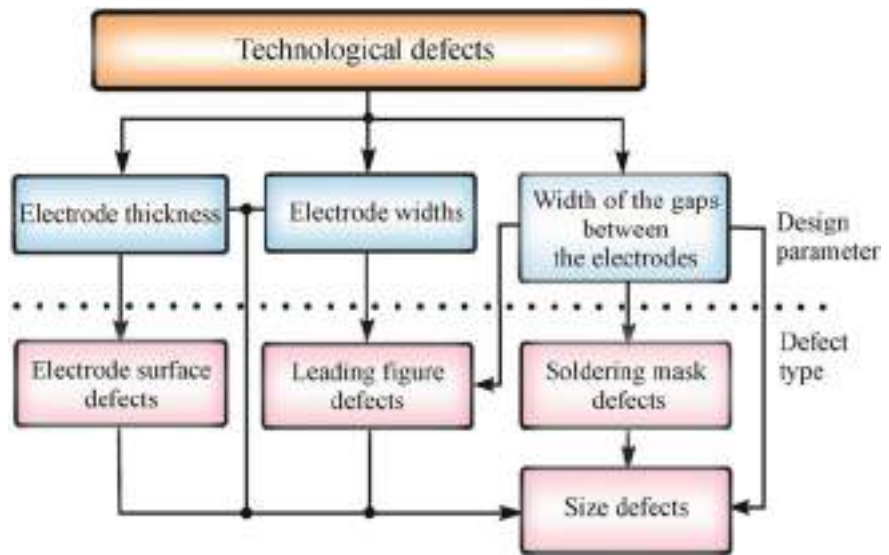 Technological defects
Electrode thickness
Electrode widths
Width of the gaps
between
the electrodes
Design
parameter
Electrode surface
defects
Leading figure
defects
Soldering mask
defects
Defect
type
Size defects